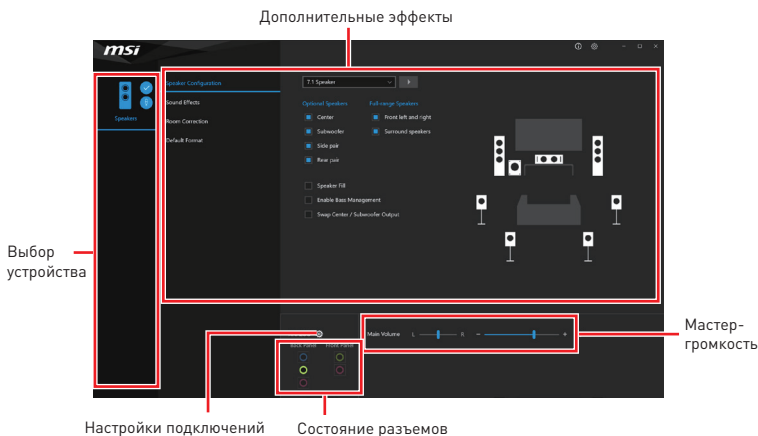 Дополнительные эффекты
msi
Speakers
Speaker Configuration
Sound Effects
Room Correction
Default Format
7.1 Speaker
Optional Speakers
Full-range Speakers
Center
Front left and right
Subwoofer
Surround speakers
Side pair
Rear pair
Speaker Fill
Enable Bass Management
Swap Center / Subwoofer Output
Выбор
устройства
Main Volume L R - +
Back Panel Front Panel
Мастер-
громкость
Настройки подключений
Состояние разъемов